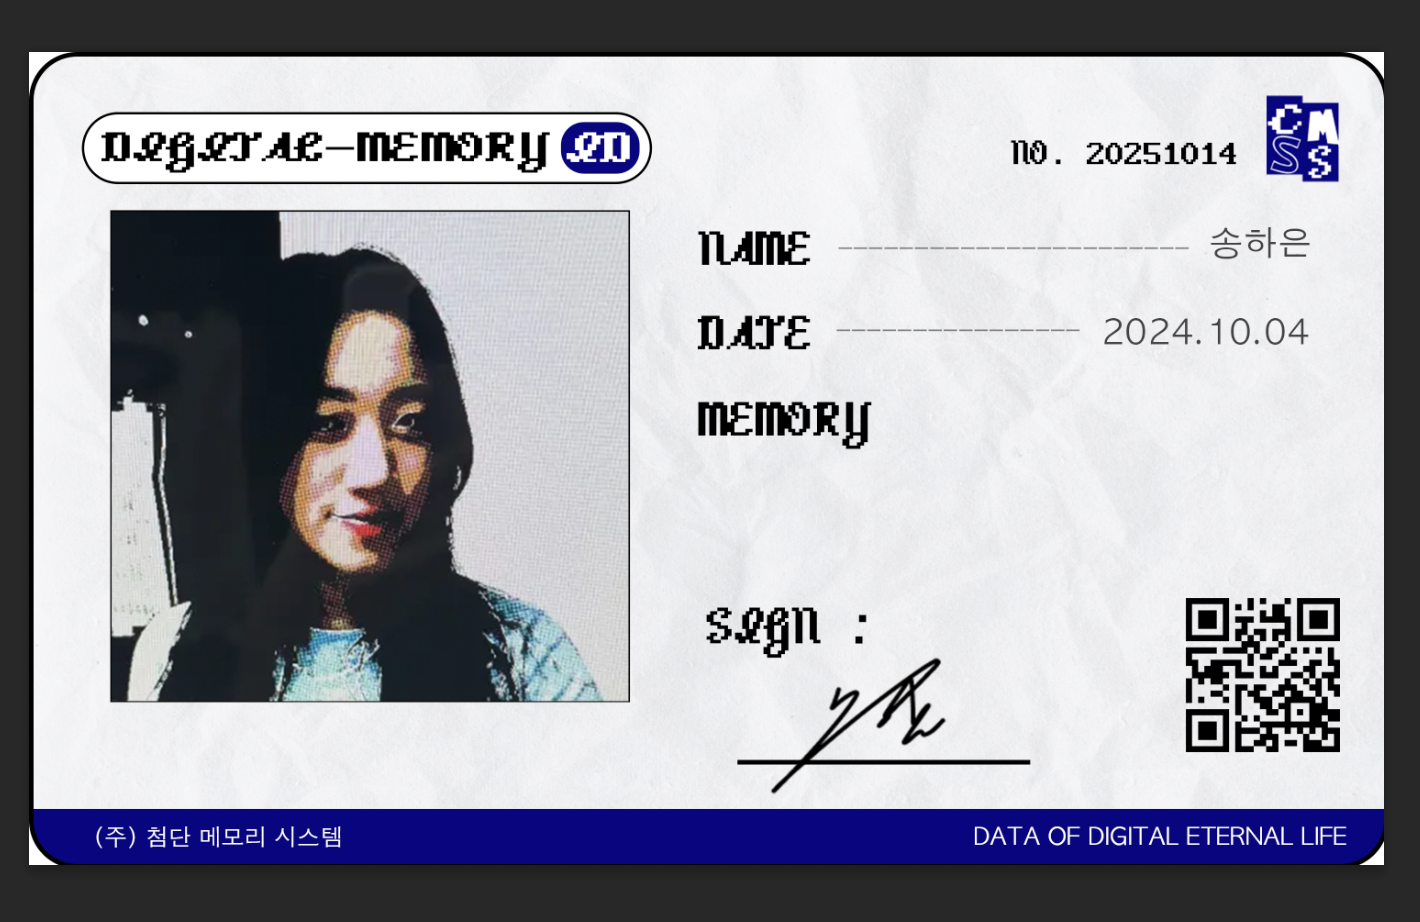 DIGITAL-MEMORY ID
NO. 20251014
CMSS
NAME 송하은
DATE 2024.10.04
MEMORY
SIGN :
(주) 첨단 메모리 시스템
DATA OF DIGITAL ETERNAL LIFE